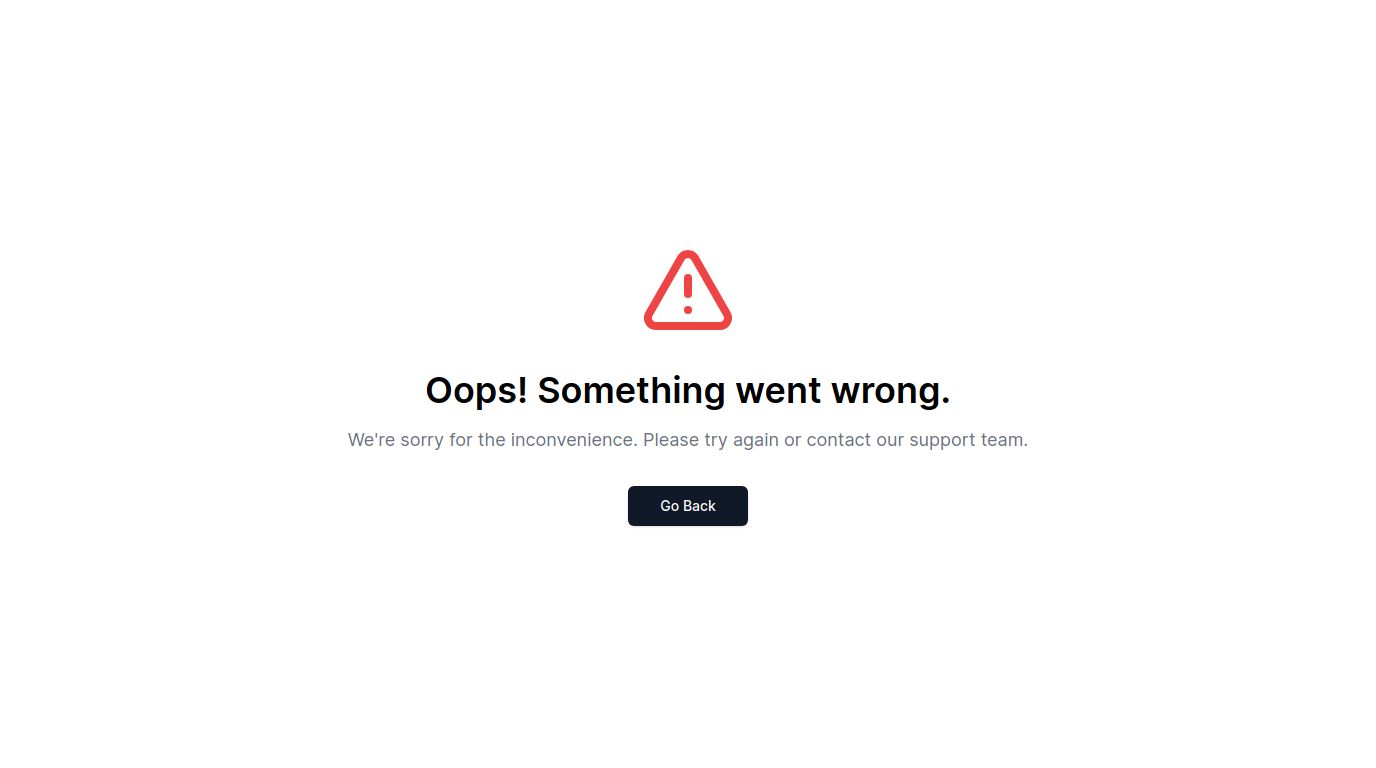 Oops! Something went wrong.
We're sorry for the inconvenience. Please try again or contact our support team.
Go Back